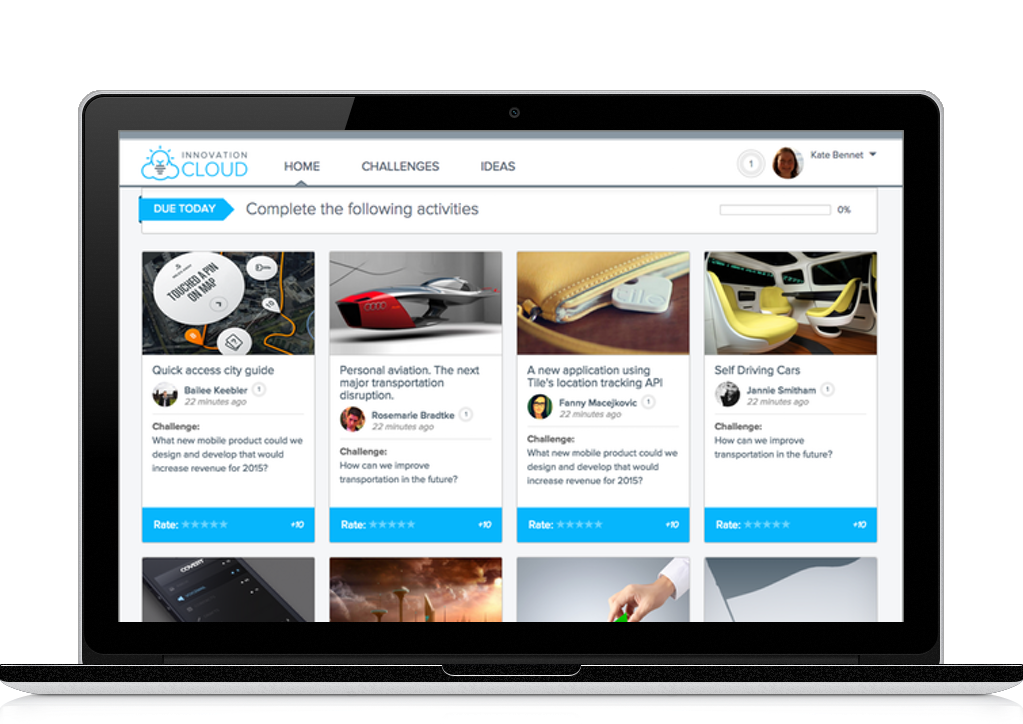 INNOVATION
CLOUD
HOME
CHALLENGES
IDEAS
1
Kate Bennet
DUE TODAY
Complete the following activities
0%
TOUCHED A PIN
ON MAP
Quick access city guide
Bailee Keebler 1
22 minutes ago
Challenge:
What new mobile product could we
design and develop that would
increase revenue for 2015?
Rate:
+10
Personal aviation. The next
major transportation
disruption.
Rosemarie Bradtke 1
22 minutes ago
Challenge:
How can we improve
transportation in the future?
Rate:
+10
tile
A new application using
Tile's location tracking API
Fanny Macejkovic 1
22 minutes ago
Challenge:
What new mobile product could we
design and develop that would
increase revenue for 2015?
Rate:
+10
Self Driving Cars
Jannie Smitham 1
22 minutes ago
Challenge:
How can we improve
transportation in the future?
Rate:
+10
COVERT